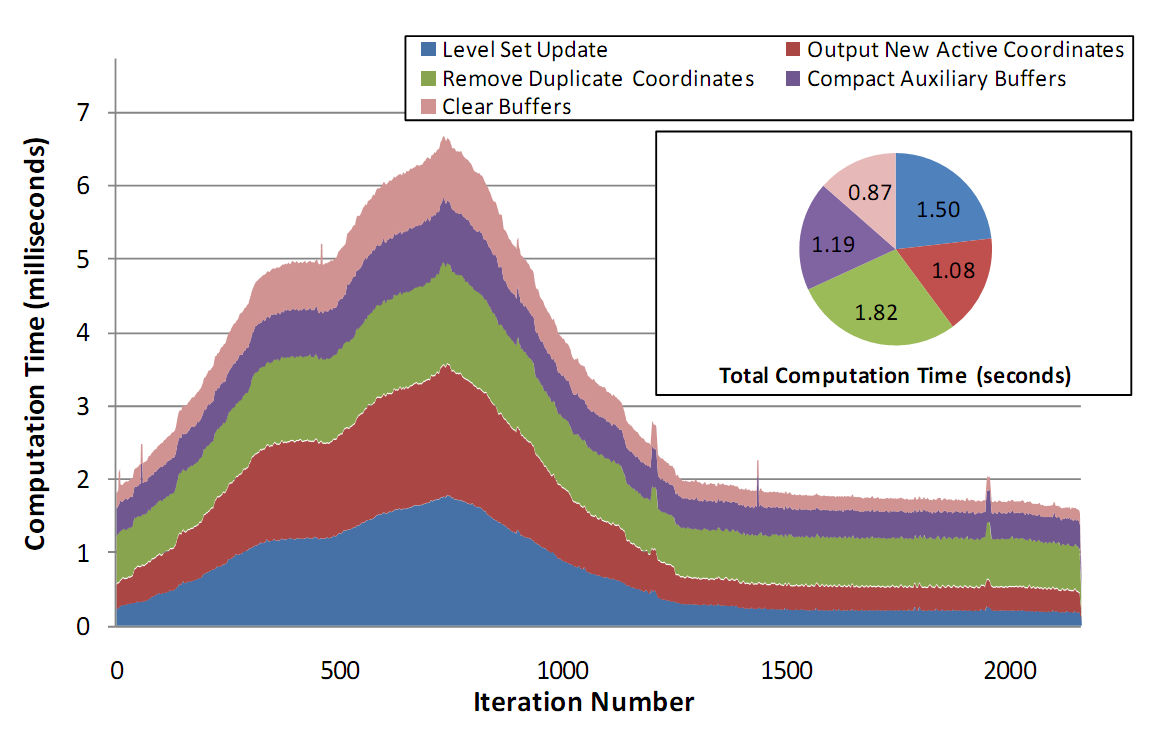 Level Set Update
Output New Active Coordinates
Remove Duplicate Coordinates
Compact Auxiliary Buffers
Clear Buffers
0.87
1.50
1.19
1.08
1.82
Total Computation Time (seconds)
Computation Time (milliseconds)
7
6
5
4
3
2
1
0
0
500
1000
1500
2000
Iteration Number